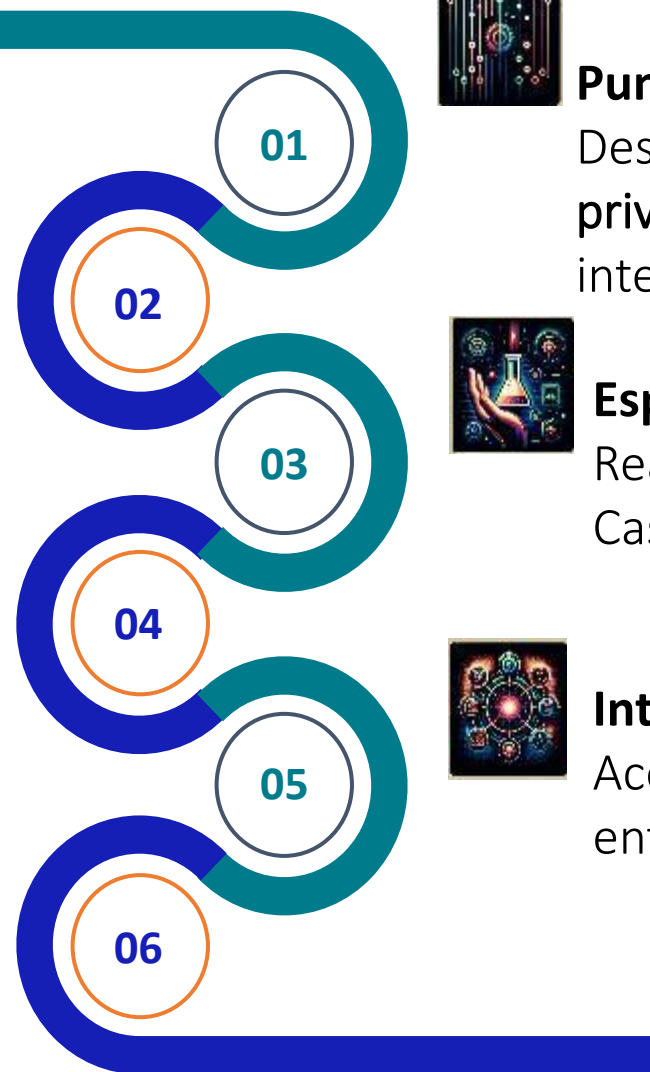 01
02
03
04
05
06
Pur
Des
priv
inte
Esp
Rea
Cas
Int
Acc
ent